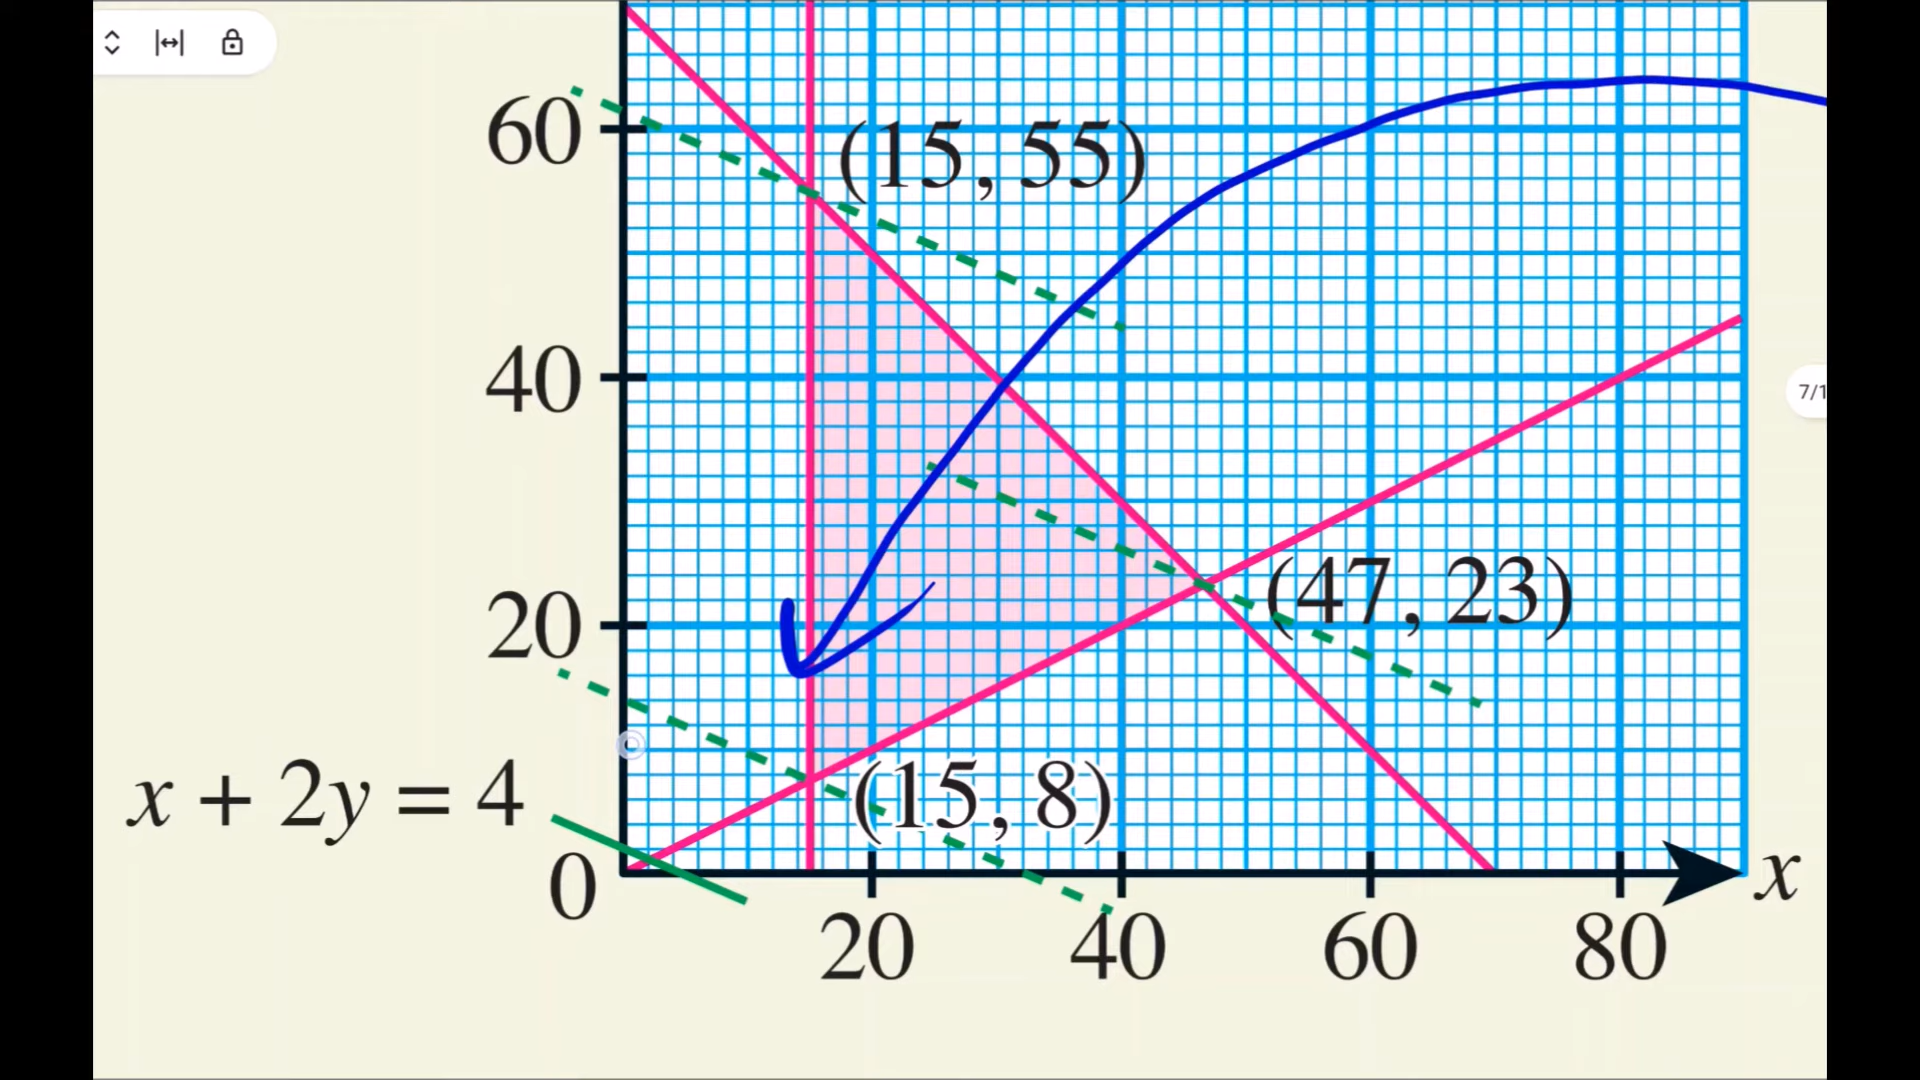 60
(15, 55)
7/1
40
20
(47, 23)
x + 2y = 4
(15, 8)
0
x
20 40 60 80